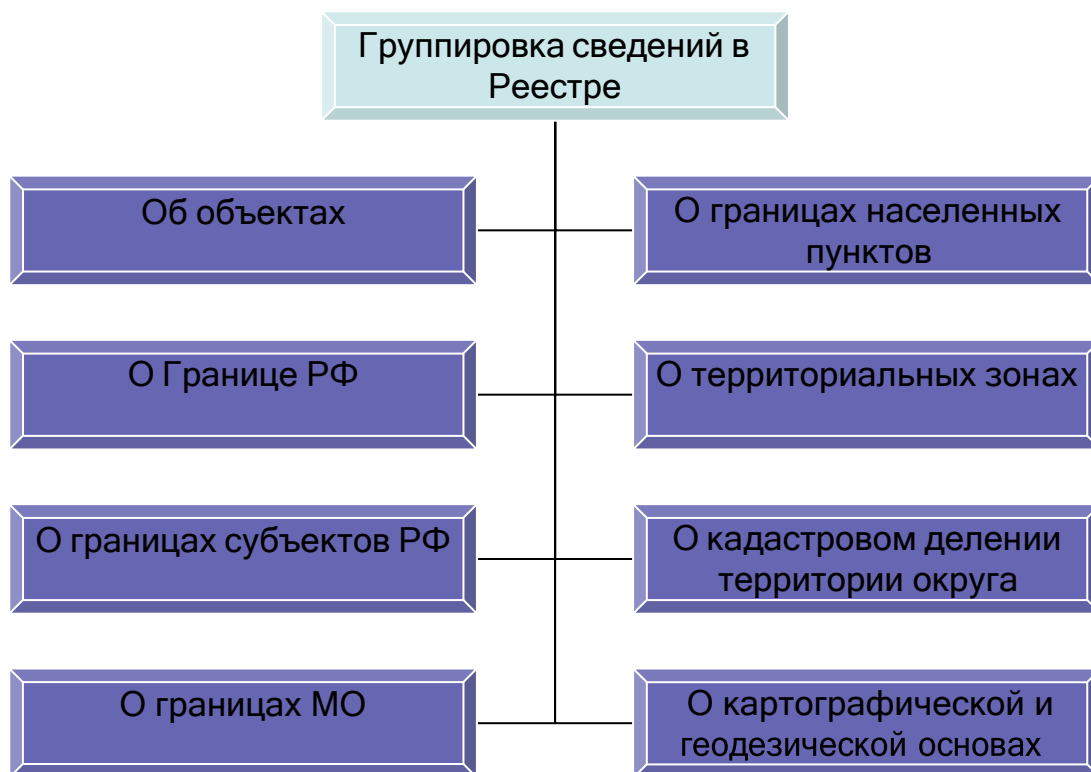 Группировка сведений в
Реестре
Об объектах
О границах населенных
пунктов
О Границе РФ
О территориальных зонах
О границах субъектов РФ
О кадастровом делении
территории округа
О границах МО
О картографической и
геодезической основах